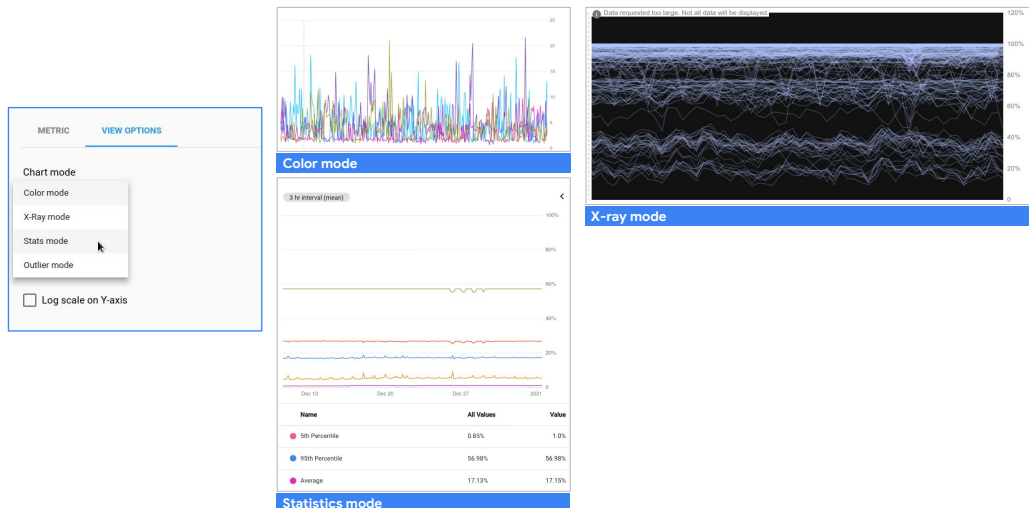 METRIC VIEW OPTIONS
Chart mode
Color mode
X-Ray mode
Stats mode
Outlier mode
Log scale on Y-axis
25
20
15
10
5
0
Color mode
3 hr interval (mean)
100%
80%
60%
40%
20%
0
Dec 13 Dec 20 Dec 27 2021
Name All Values Value
5th Percentile 0.85% 1.0%
95th Percentile 56.98% 56.98%
Average 17.13% 17.15%
Statistics mode
Data requested too large. Not all data will be displayed
120%
100%
80%
60%
40%
20%
0
X-ray mode